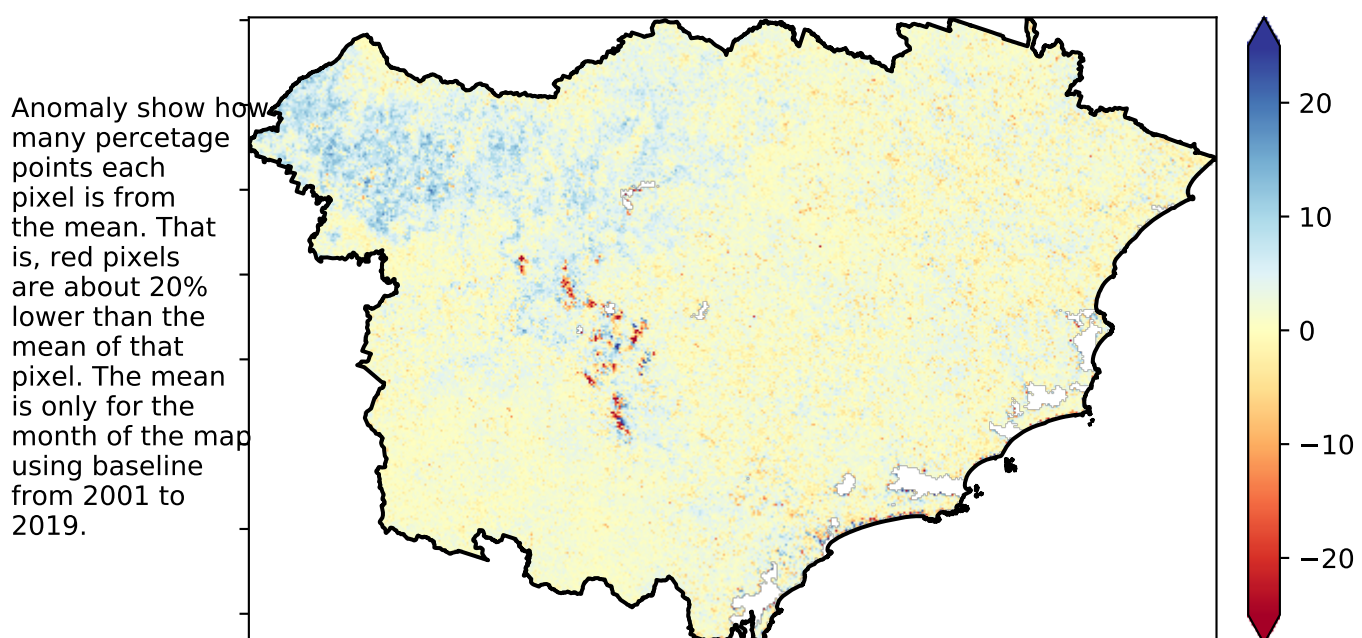 Anomaly show how
many percetage
points each
pixel is from
the mean. That
is, red pixels
are about 20%
lower than the
mean of that
pixel. The mean
is only for the
month of the map
using baseline
from 2001 to
2019.
20
10
0
−10
−20